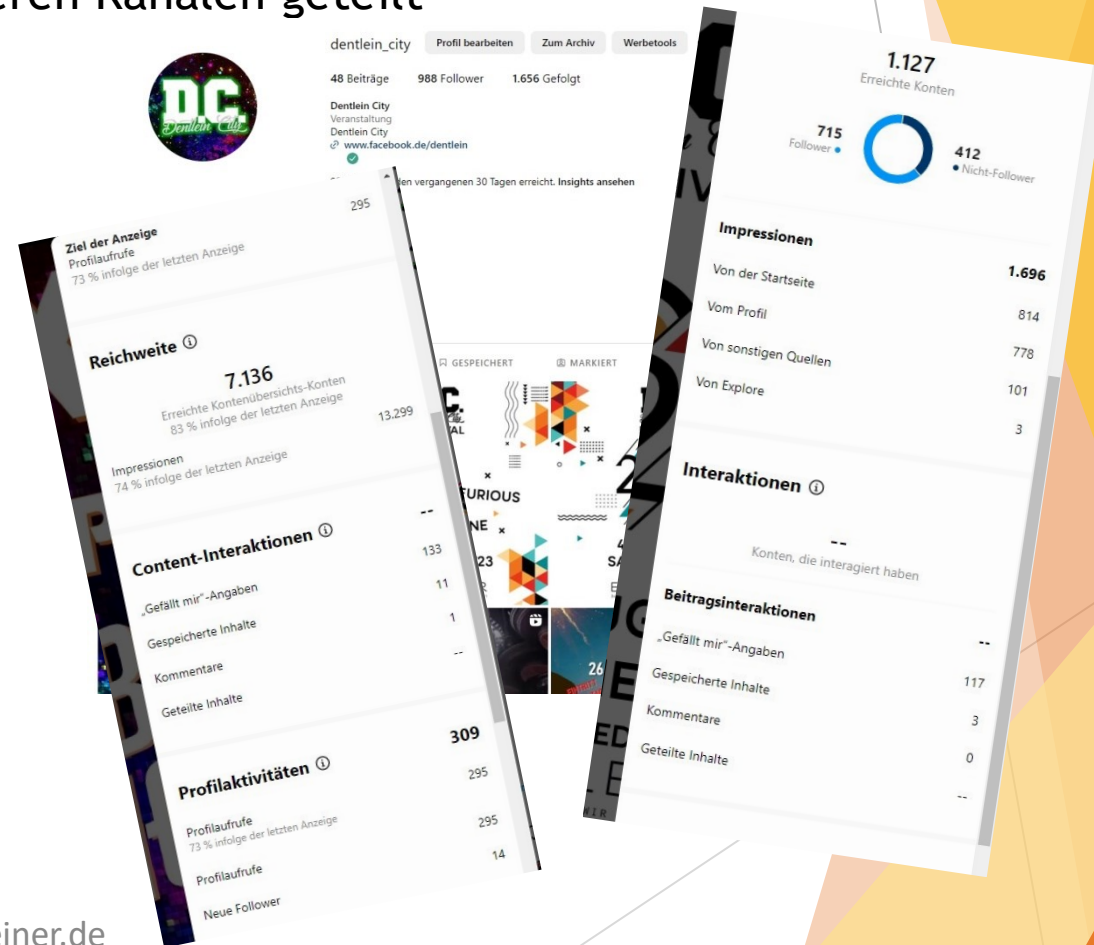 eren Kanälen geteilt
dentlein_city Profil bearbeiten Zum Archiv Werbetools
48 Beiträge 988 Follower 1.656 Gefolgt
Dentlein City
Veranstaltung
Dentlein City
www.facebook.de/dentlein
den vergangenen 30 Tagen erreicht. Insights ansehen
D.C.
Dentlein City
GESPEICHERT MARKIERT
FURIOUS
NE
23
26
295
Ziel der Anzeige
Profilaufrufe
73 % infolge der letzten Anzeige
Reichweite
7.136
Erreichte Kontenübersichts-Konten
83 % infolge der letzten Anzeige
13.299
Impressionen
74 % infolge der letzten Anzeige
Content-Interaktionen --
„Gefällt mir"-Angaben 133
Gespeicherte Inhalte 11
Kommentare 1
Geteilte Inhalte --
Profilaktivitäten 309
Profilaufrufe 295
73 % infolge der letzten Anzeige
Profilaufrufe 295
Neue Follower 14
1.127
Erreichte Konten
715
Follower
412
Nicht-Follower
Impressionen 1.696
Von der Startseite 814
Vom Profil 778
Von sonstigen Quellen 101
Von Explore 3
Interaktionen
--
Konten, die interagiert haben
Beitragsinteraktionen --
„Gefällt mir"-Angaben 117
Gespeicherte Inhalte 3
Kommentare 0
Geteilte Inhalte --
einer.de